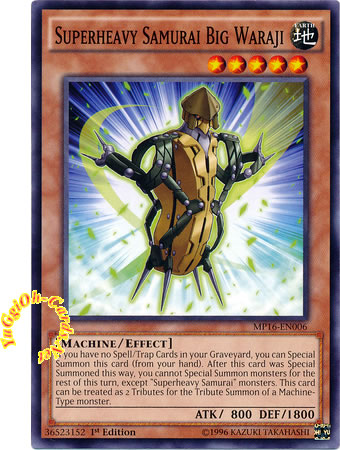 SUPERHEAVY SAMURAI BIG WARAJI
EARTH
地
MP16-EN006
[MACHINE/EFFECT]
If you have no Spell/Trap Cards in your Graveyard, you can Special
Summon this card (from your hand). After this card was Special
Summoned this way, you cannot Special Summon monsters for the
rest of this turn, except "Superheavy Samurai" monsters. This card
can be treated as 2 Tributes for the Tribute Summon of a Machine-
Type monster.
ATK/ 800 DEF/1800
36523152 1st Edition
©1996 KAZUKI TAKAHASHI